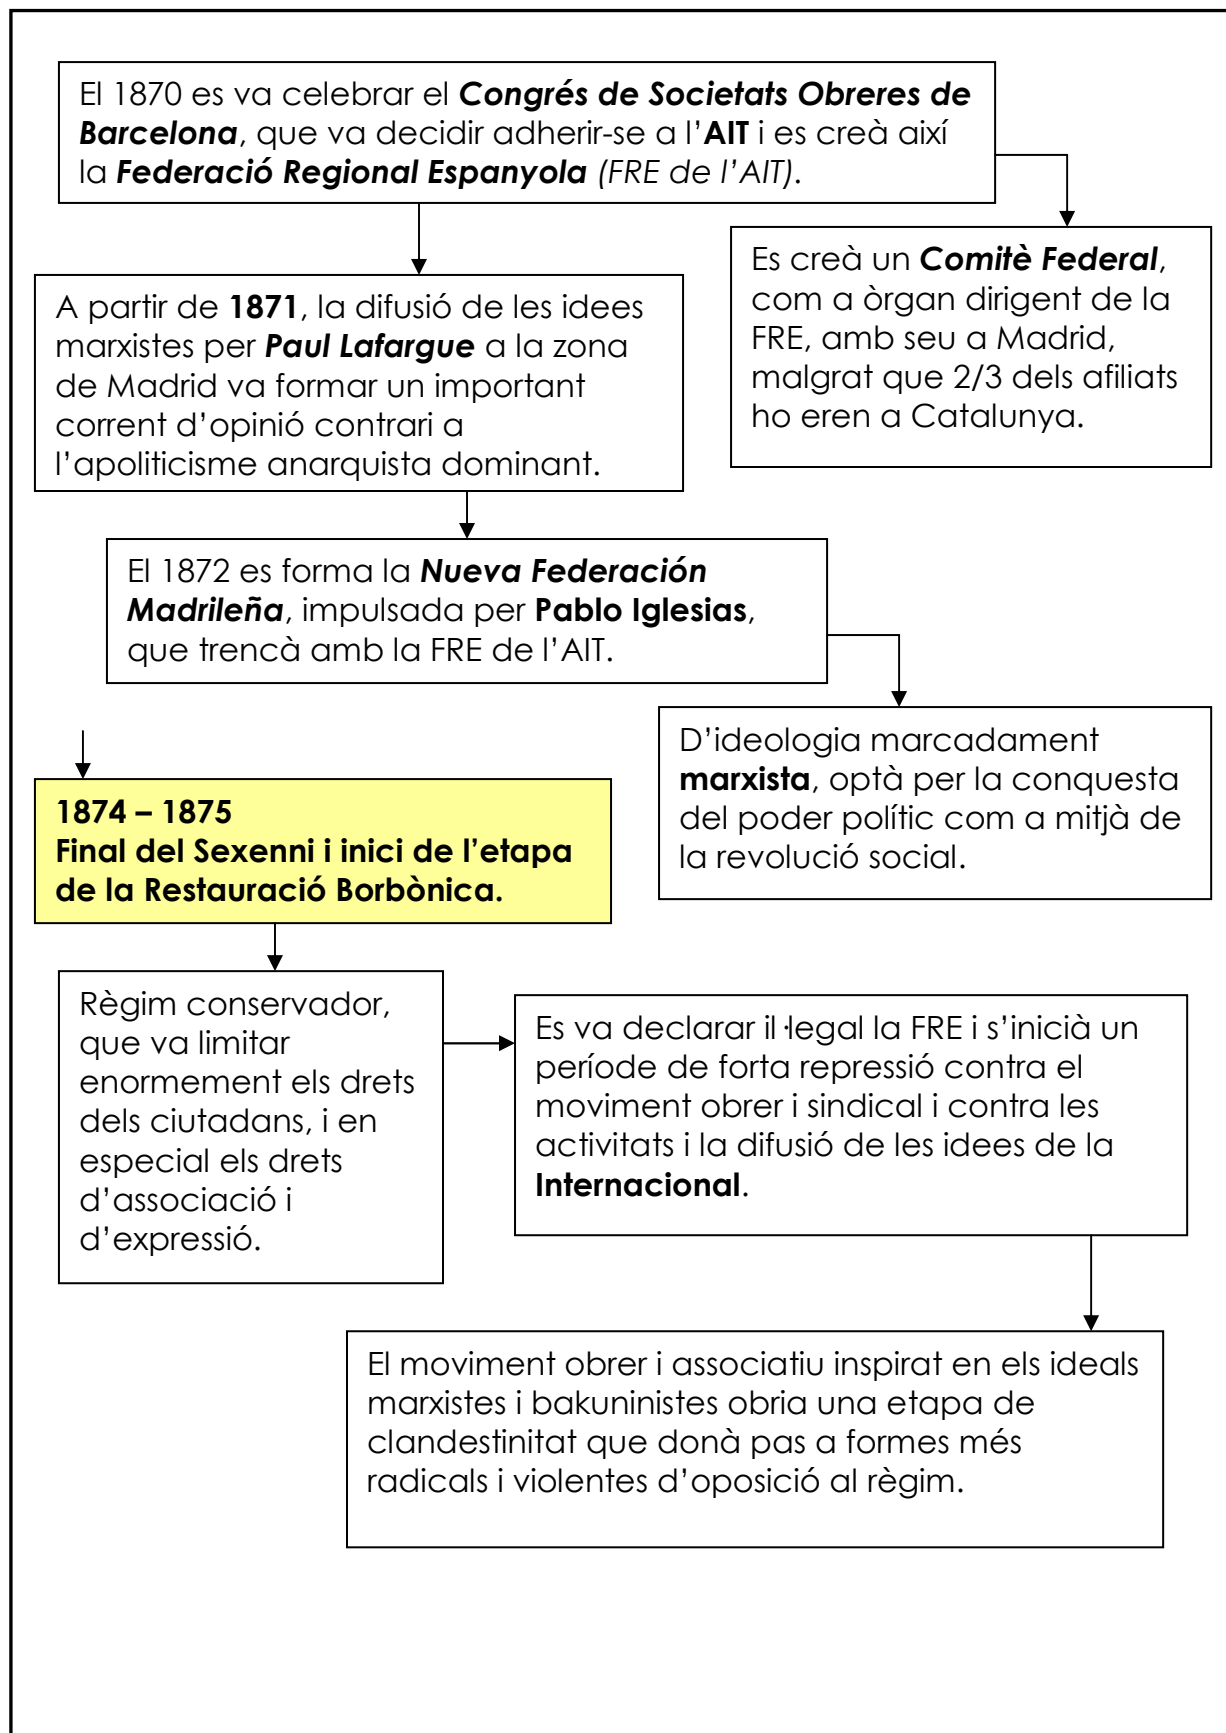 El 1870 es va celebrar el Congrés de Societats Obreres de
Barcelona, que va decidir adherir-se a l’AIT i es creà així
la Federació Regional Espanyola (FRE de l’AIT).
Es creà un Comitè Federal,
com a òrgan dirigent de la
FRE, amb seu a Madrid,
malgrat que 2/3 dels afiliats
ho eren a Catalunya.
A partir de 1871, la difusió de les idees
marxistes per Paul Lafargue a la zona
de Madrid va formar un important
corrent d’opinió contrari a
l’apoliticisme anarquista dominant.
El 1872 es forma la Nueva Federación
Madrileña, impulsada per Pablo Iglesias,
que trencà amb la FRE de l’AIT.
D’ideologia marcadament
marxista, optà per la conquesta
del poder polític com a mitjà de
la revolució social.
1874 – 1875
Final del Sexenni i inici de l’etapa
de la Restauració Borbònica.
Règim conservador,
que va limitar
enormement els drets
dels ciutadans, i en
especial els drets
d’associació i
d’expressió.
Es va declarar il·legal la FRE i s’inicià un
període de forta repressió contra el
moviment obrer i sindical i contra les
activitats i la difusió de les idees de la
Internacional.
El moviment obrer i associatiu inspirat en els ideals
marxistes i bakuninistes obria una etapa de
clandestinitat que donà pas a formes més
radicals i violentes d’oposició al règim.